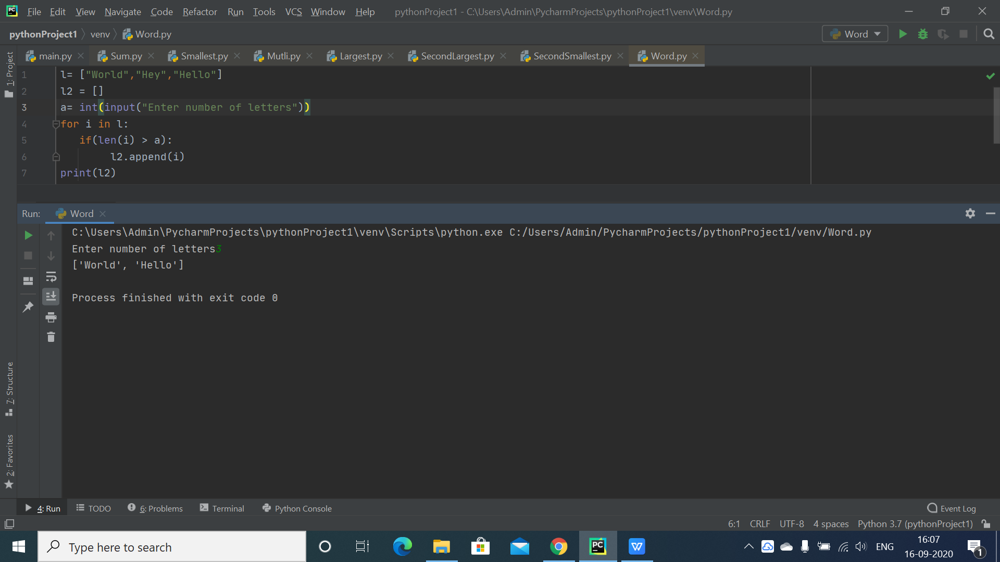 File Edit View Navigate Code Refactor Run Tools VCS Window Help pythonProject1 - C:\Users\Admin\PycharmProjects\pythonProject1\venv\Word.py
pythonProject1 venv Word.py Word
main.py Sum.py Smallest.py Mutli.py Largest.py SecondLargest.py SecondSmallest.py Word.py
1: Project
1 l= ["World","Hey","Hello"]
2 l2 = []
3 a= int(input("Enter number of letters"))
4 for i in l:
5 if(len(i) > a):
6 l2.append(i)
7 print(l2)
Run: Word
C:\Users\Admin\PycharmProjects\pythonProject1\venv\Scripts\python.exe C:/Users/Admin/PycharmProjects/pythonProject1/venv/Word.py
Enter number of letters3
['World', 'Hello']
Process finished with exit code 0
7: Structure
2: Favorites
4: Run TODO 6: Problems Terminal Python Console Event Log
6:1 CRLF UTF-8 4 spaces Python 3.7 (pythonProject1)
Type here to search
PC
W
ENG
16:07
16-09-2020
1